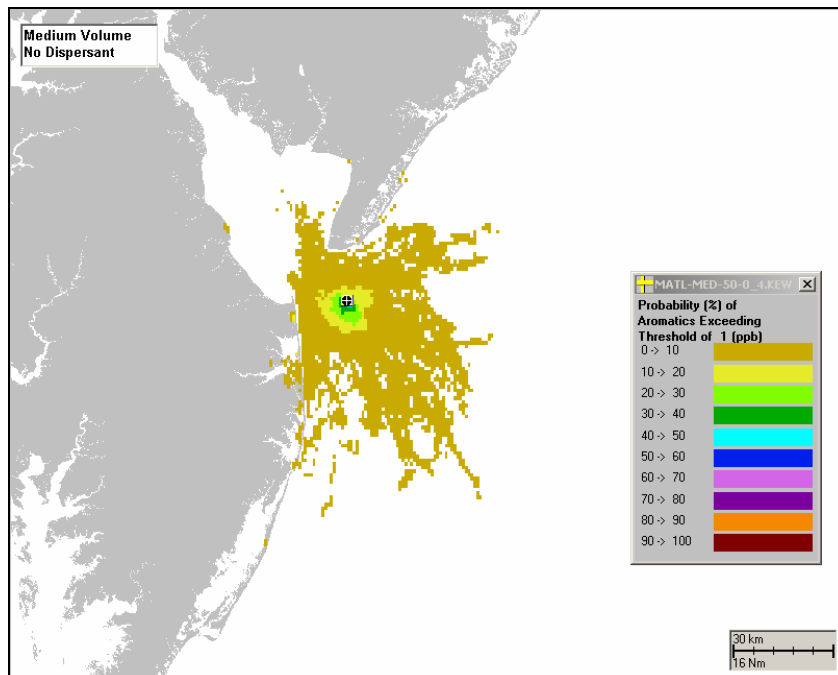 Medium Volume
No Dispersant
MATL-MED-50-0_4.KEW
Probability (%) of
Aromatics Exceeding
Threshold of 1 (ppb)
0 -> 10
10 -> 20
20 -> 30
30 -> 40
40 -> 50
50 -> 60
60 -> 70
70 -> 80
80 -> 90
90 -> 100
30 km
16 Nm